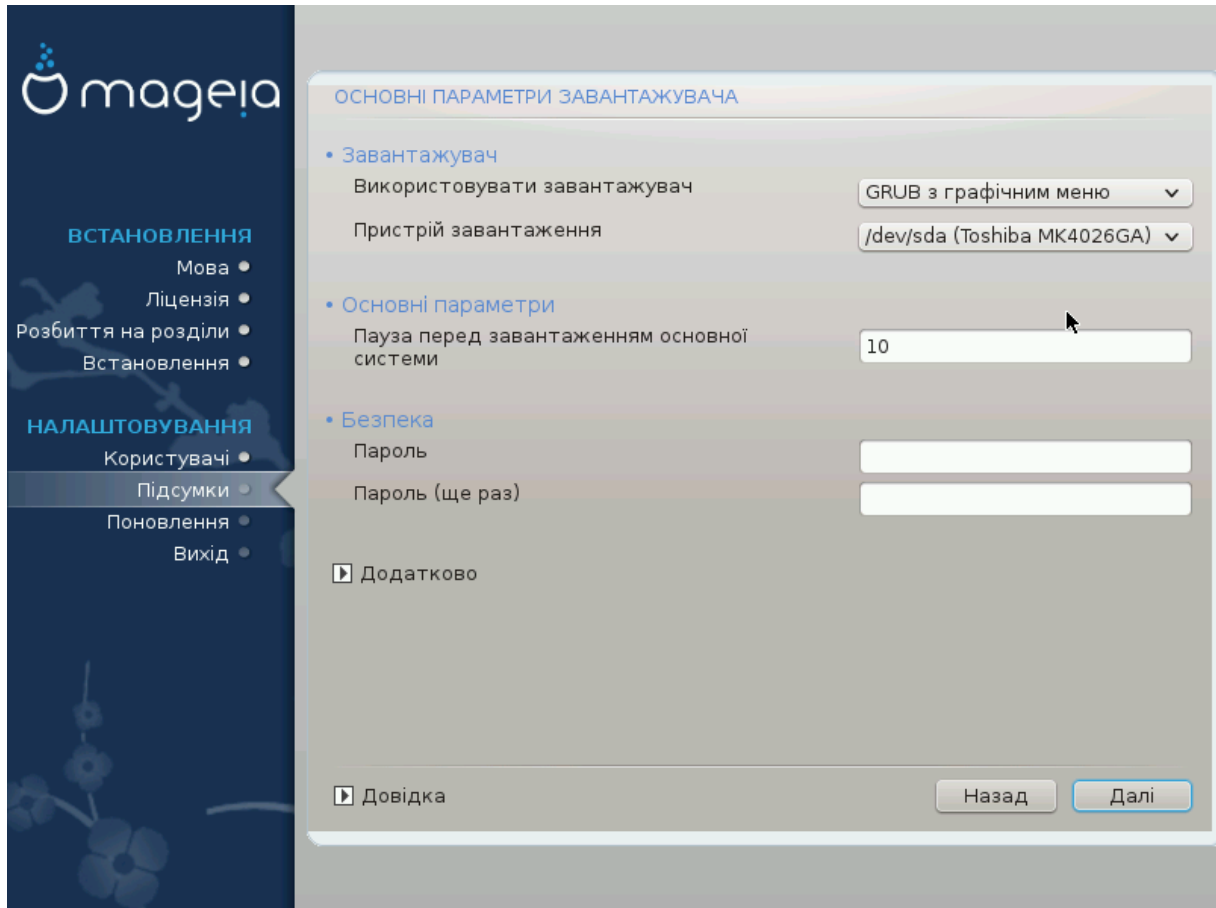 mageia
ВСТАНОВЛЕННЯ
Мова
Ліцензія
Розбиття на розділи
Встановлення
НАЛАШТОВУВАННЯ
Користувачі
Підсумки
Поновлення
Вихід
ОСНОВНІ ПАРАМЕТРИ ЗАВАНТАЖУВАЧА
• Завантажувач
Використовувати завантажувач
GRUB з графічним меню
Пристрій завантаження
/dev/sda (Toshiba MK4026GA)
• Основні параметри
Пауза перед завантаженням основної
системи
10
• Безпека
Пароль
Пароль (ще раз)
Додатково
Довідка
Назад
Далі